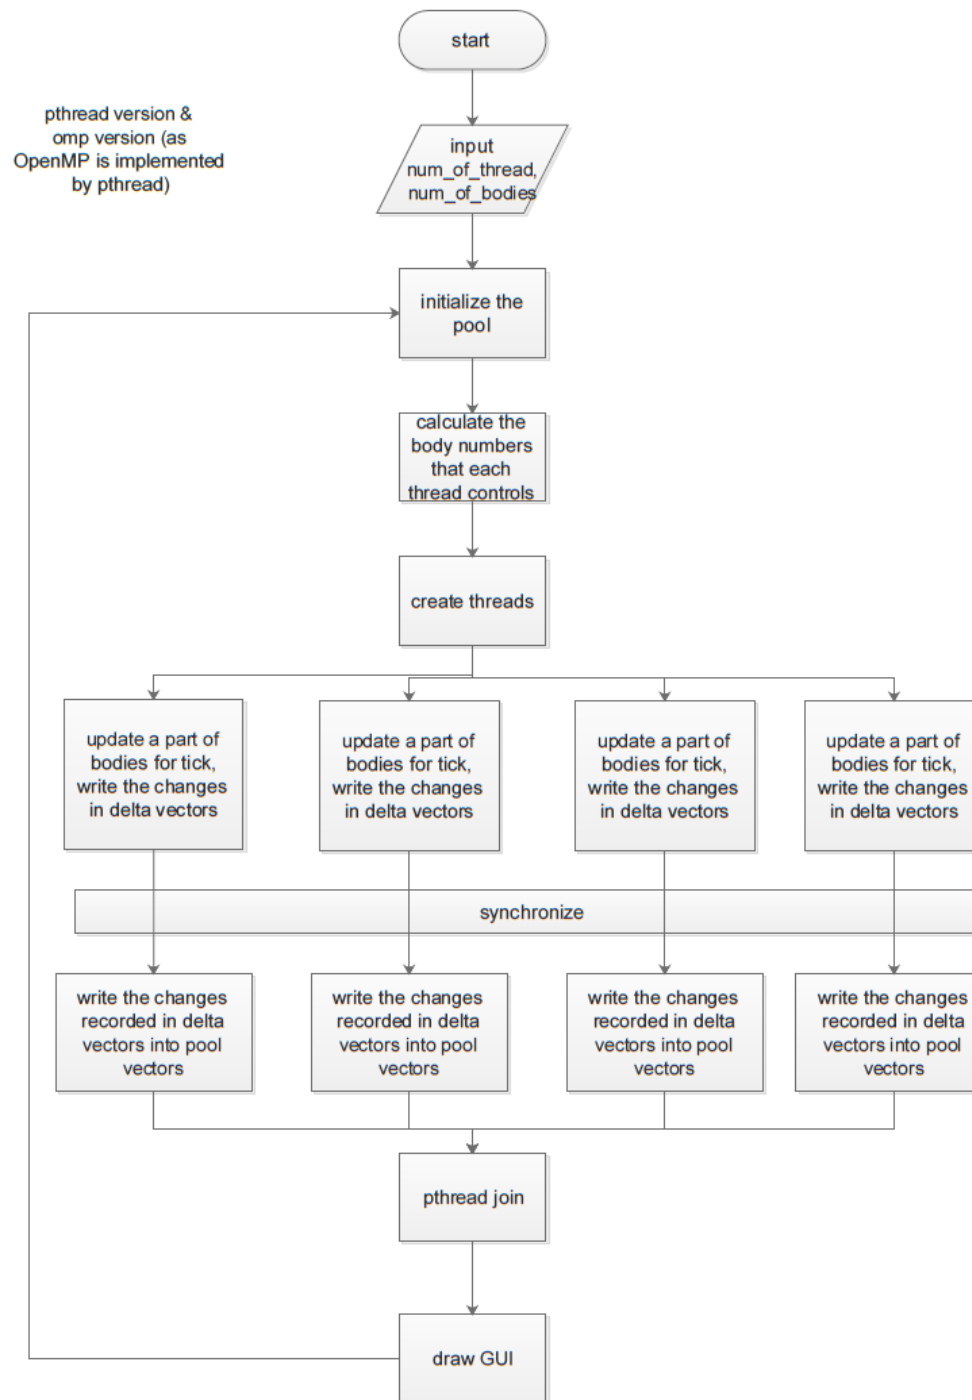 start
pthread version &
omp version (as
OpenMP is implemented
by pthread)
input
num_of_thread,
num_of_bodies
initialize the
pool
calculate the
body numbers
that each
thread controls
create threads
update a part of
bodies for tick,
write the changes
in delta vectors
update a part of
bodies for tick,
write the changes
in delta vectors
update a part of
bodies for tick,
write the changes
in delta vectors
update a part of
bodies for tick,
write the changes
in delta vectors
synchronize
write the changes
recorded in delta
vectors into pool
vectors
write the changes
recorded in delta
vectors into pool
vectors
write the changes
recorded in delta
vectors into pool
vectors
write the changes
recorded in delta
vectors into pool
vectors
pthread join
draw GUI